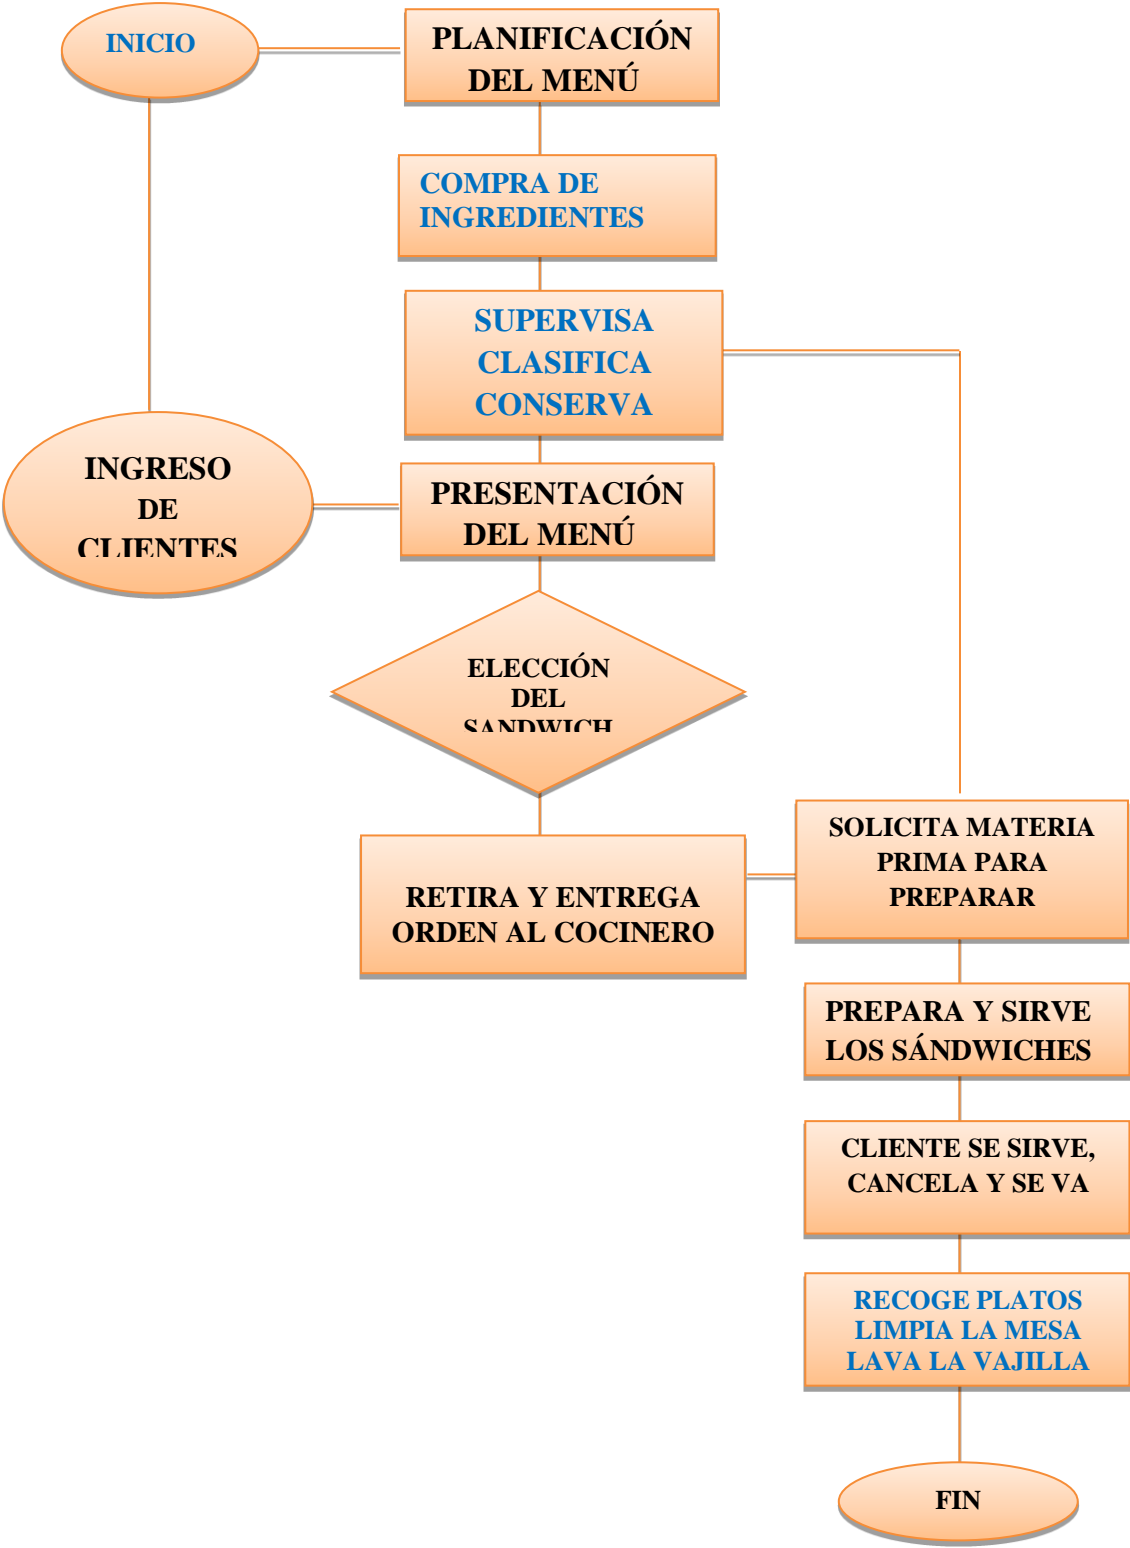 INICIO
PLANIFICACIÓN
DEL MENÚ
COMPRA DE
INGREDIENTES
SUPERVISA
CLASIFICA
CONSERVA
INGRESO
DE
CLIENTES
PRESENTACIÓN
DEL MENÚ
ELECCIÓN
DEL
SANDWICH
RETIRA Y ENTREGA
ORDEN AL COCINERO
SOLICITA MATERIA
PRIMA PARA
PREPARAR
PREPARA Y SIRVE
LOS SÁNDWICHES
CLIENTE SE SIRVE,
CANCELA Y SE VA
RECOGE PLATOS
LIMPIA LA MESA
LAVA LA VAJILLA
FIN